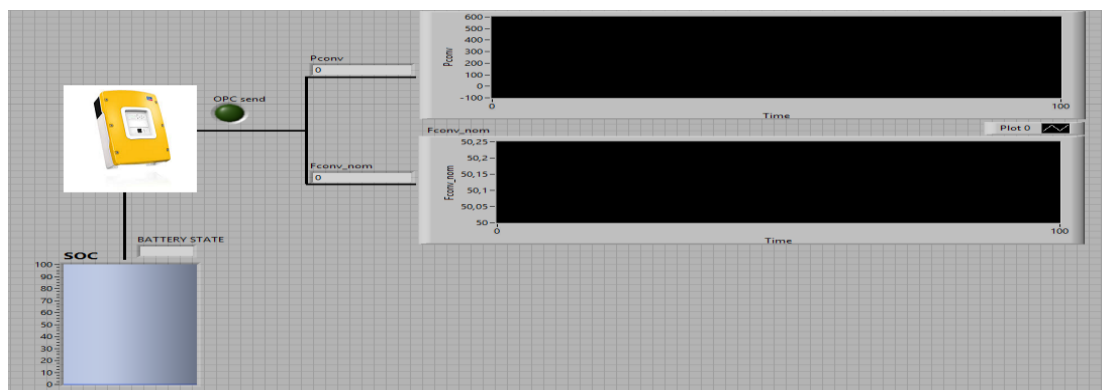 600
500
400
300
200
100
0
-100
Pconv
0
100
Time
Pconv
0
OPC send
Fconv_nom
Plot 0
50,25
50,2
50,15
50,1
50,05
50
Fconv_nom
0
100
Time
Fconv_nom
0
BATTERY STATE
SOC
100
90
80
70
60
50
40
30
20
10
0